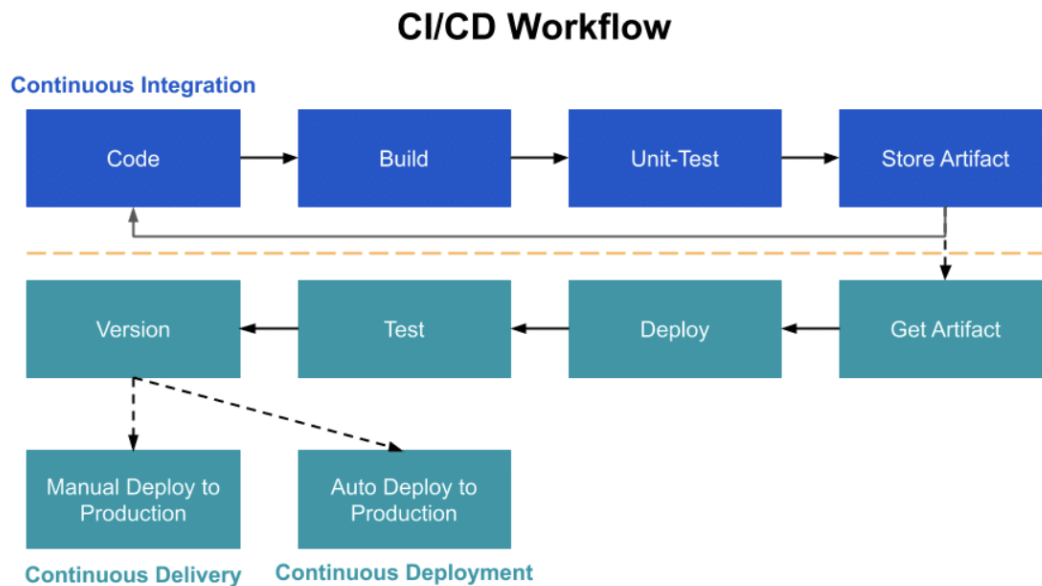 CI/CD Workflow
Continuous Integration
Code
Build
Unit-Test
Store Artifact
Version
Test
Deploy
Get Artifact
Manual Deploy to
Production
Auto Deploy to
Production
Continuous Delivery
Continuous Deployment